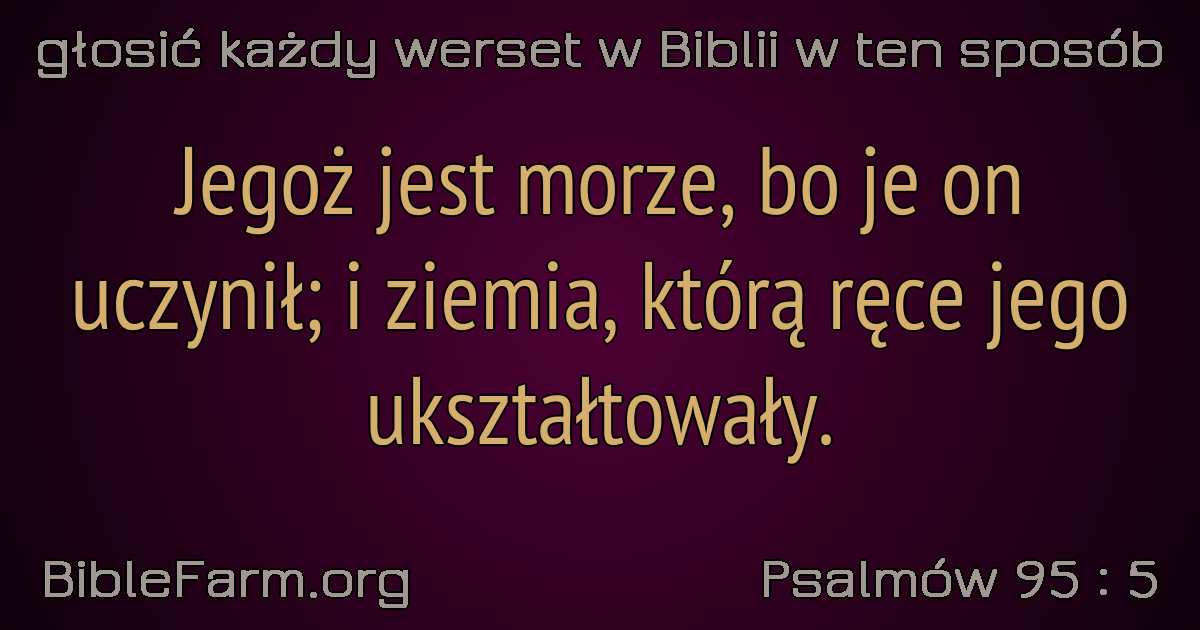 głosić każdy werset w Biblii w ten sposób
Jegoż jest morze, bo je on
uczynił; i ziemia, którą ręce jego
ukształtowały.
BibleFarm.org
Psalmów 95 : 5